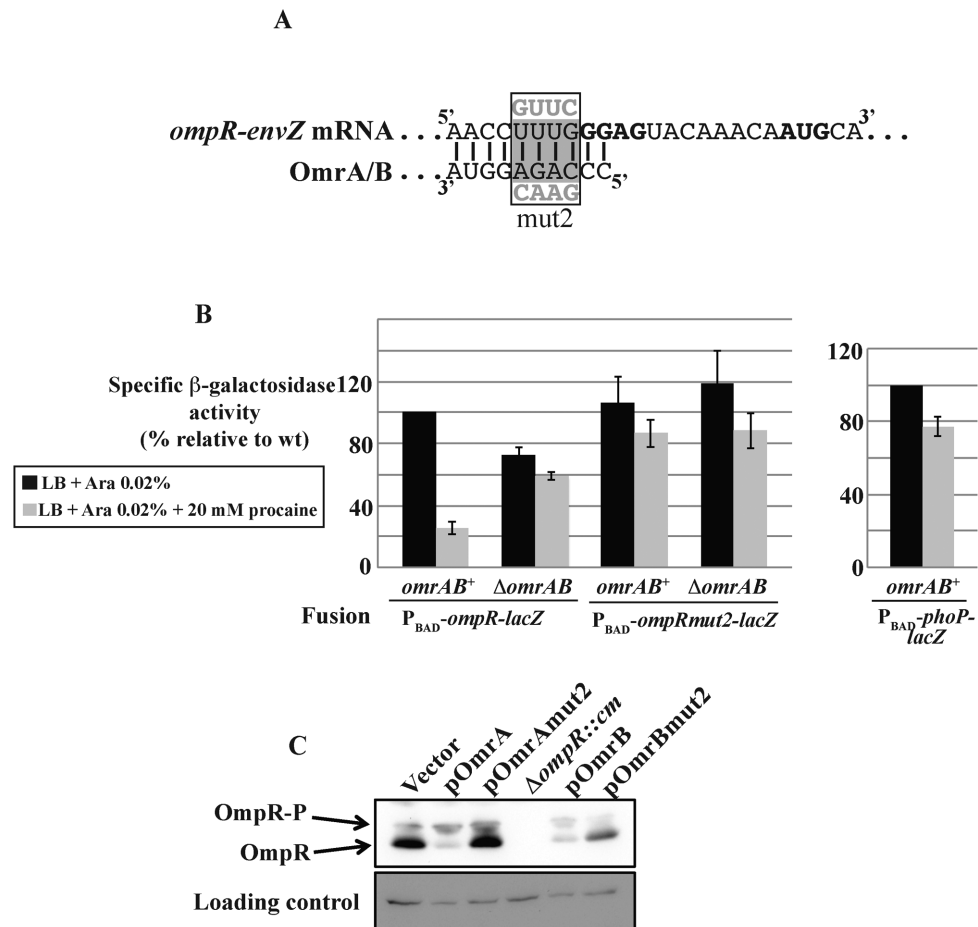 A
GUUC
5’ 3’
ompR-envZ mRNA . . . AACCUUUGGGAGUACAAACAAUGCA . . .
OmrA/B . . . AUGGAGACCC
3’ 5’
CAAG
mut2
B
Specific β-galactosidase
activity
(% relative to wt)
120
80
40
0
120
80
40
0
LB + Ara 0.02%
LB + Ara 0.02% + 20 mM procaine
omrAB+ ΔomrAB omrAB+ ΔomrAB omrAB+
Fusion PBAD-ompR-lacZ PBAD-ompRmut2-lacZ PBAD-phoP-
lacZ
C
Vector
pOmrA
pOmrAmut2
ΔompR::cm
pOmrB
pOmrBmut2
OmpR-P
OmpR
Loading control